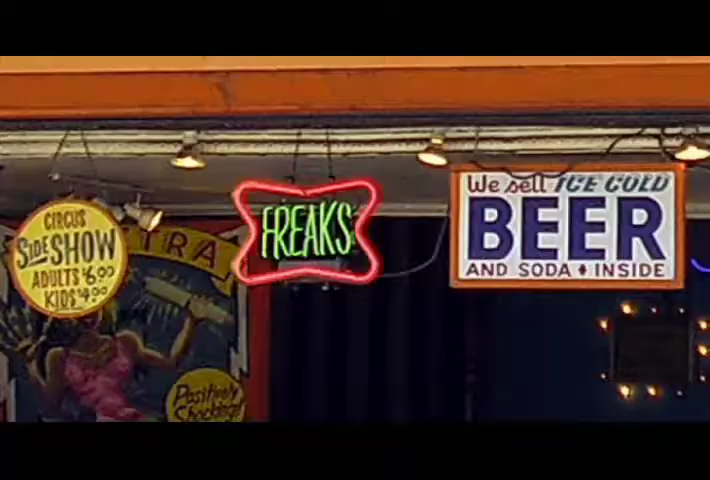 CIRCUS
SIDE SHOW
ADULTS $6.00
KIDS $4.00
TRA
Positively
Shocking!
FREAKS
We sell ICE COLD
BEER
AND SODA ♦ INSIDE